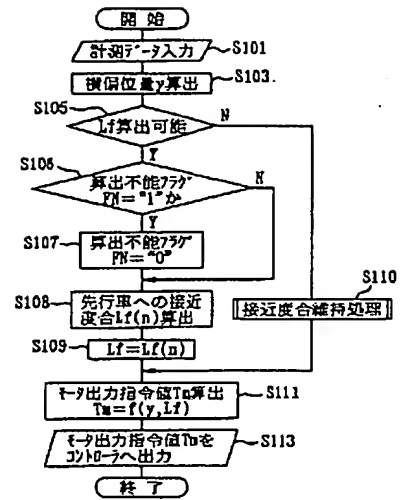 開始
計測データ入力
S101
横偏位量y算出
S103.
S105
Lf算出可能
N
Y
S106
算出不能フラグ
FN="1"か
N
Y
S107
算出不能フラグ
FN="0"
S110
S108
先行車への接近
度合Lf(n)算出
接近度合維持処理
S109
Lf=Lf(n)
モータ出力指令値Tm算出
Tm=f(y,Lf)
S111
モータ出力指令値Tmを
コントローラへ出力
S113
終了